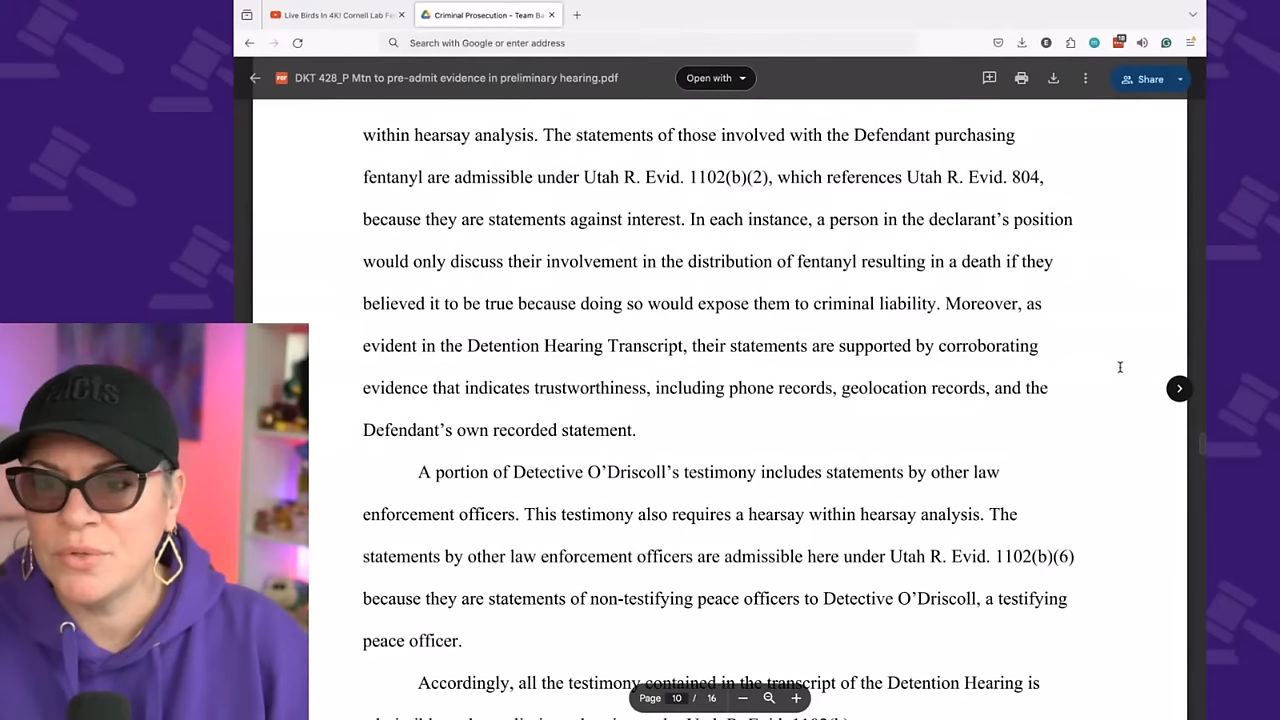 Live Birds In 4K! Cornell Lab Fe
Criminal Prosecution - Team Ba
Search with Google or enter address
18
DKT 428_P Mtn to pre-admit evidence in preliminary hearing.pdf
Open with
Share
within hearsay analysis. The statements of those involved with the Defendant purchasing
fentanyl are admissible under Utah R. Evid. 1102(b)(2), which references Utah R. Evid. 804,
because they are statements against interest. In each instance, a person in the declarant’s position
would only discuss their involvement in the distribution of fentanyl resulting in a death if they
believed it to be true because doing so would expose them to criminal liability. Moreover, as
evident in the Detention Hearing Transcript, their statements are supported by corroborating
evidence that indicates trustworthiness, including phone records, geolocation records, and the
Defendant’s own recorded statement.
A portion of Detective O’Driscoll’s testimony includes statements by other law
enforcement officers. This testimony also requires a hearsay within hearsay analysis. The
statements by other law enforcement officers are admissible here under Utah R. Evid. 1102(b)(6)
because they are statements of non-testifying peace officers to Detective O’Driscoll, a testifying
peace officer.
Accordingly, all the testimony contained in the transcript of the Detention Hearing is
Page 10 / 16
facts